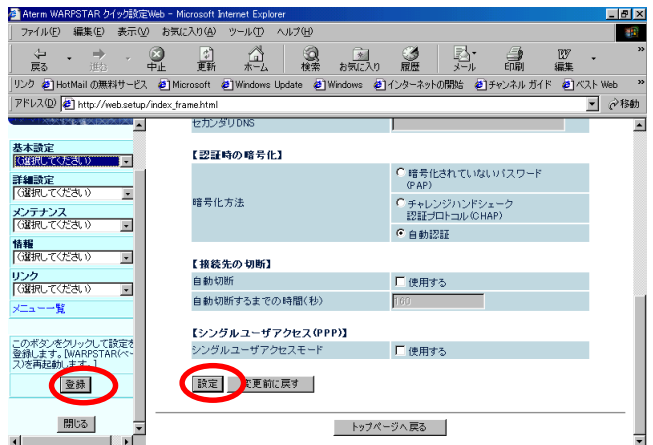 Aterm WARPSTAR クイック設定Web - Microsoft Internet Explorer
ファイル(F) 編集(E) 表示(V) お気に入り(A) ツール(T) ヘルプ(H)
戻る 進む 中止 更新 ホーム 検索 お気に入り 履歴 メール 印刷 編集
リンク HotMail の無料サービス Microsoft Windows Update Windows インターネットの開始 チャンネル ガイド ベスト Web
アドレス(D) http://web.setup/index_frame.html 移動
基本設定
(選択してください)
詳細設定
(選択してください)
メンテナンス
(選択してください)
情報
(選択してください)
リンク
(選択してください)
メニュー一覧
このボタンをクリックして設定を
登録します。[WARPSTAR(ベー
ス)を再起動します。]
登録
閉じる
セカンダリDNS
【認証時の暗号化】
暗号化方法
暗号化されていないパスワード
(PAP)
チャレンジハンドシェーク
認証プロトコル(CHAP)
自動認証
【接続先の切断】
自動切断 使用する
自動切断するまでの時間(秒) 160
【シングルユーザアクセス(PPP)】
シングルユーザアクセスモード 使用する
設定 変更前に戻す
トップページへ戻る